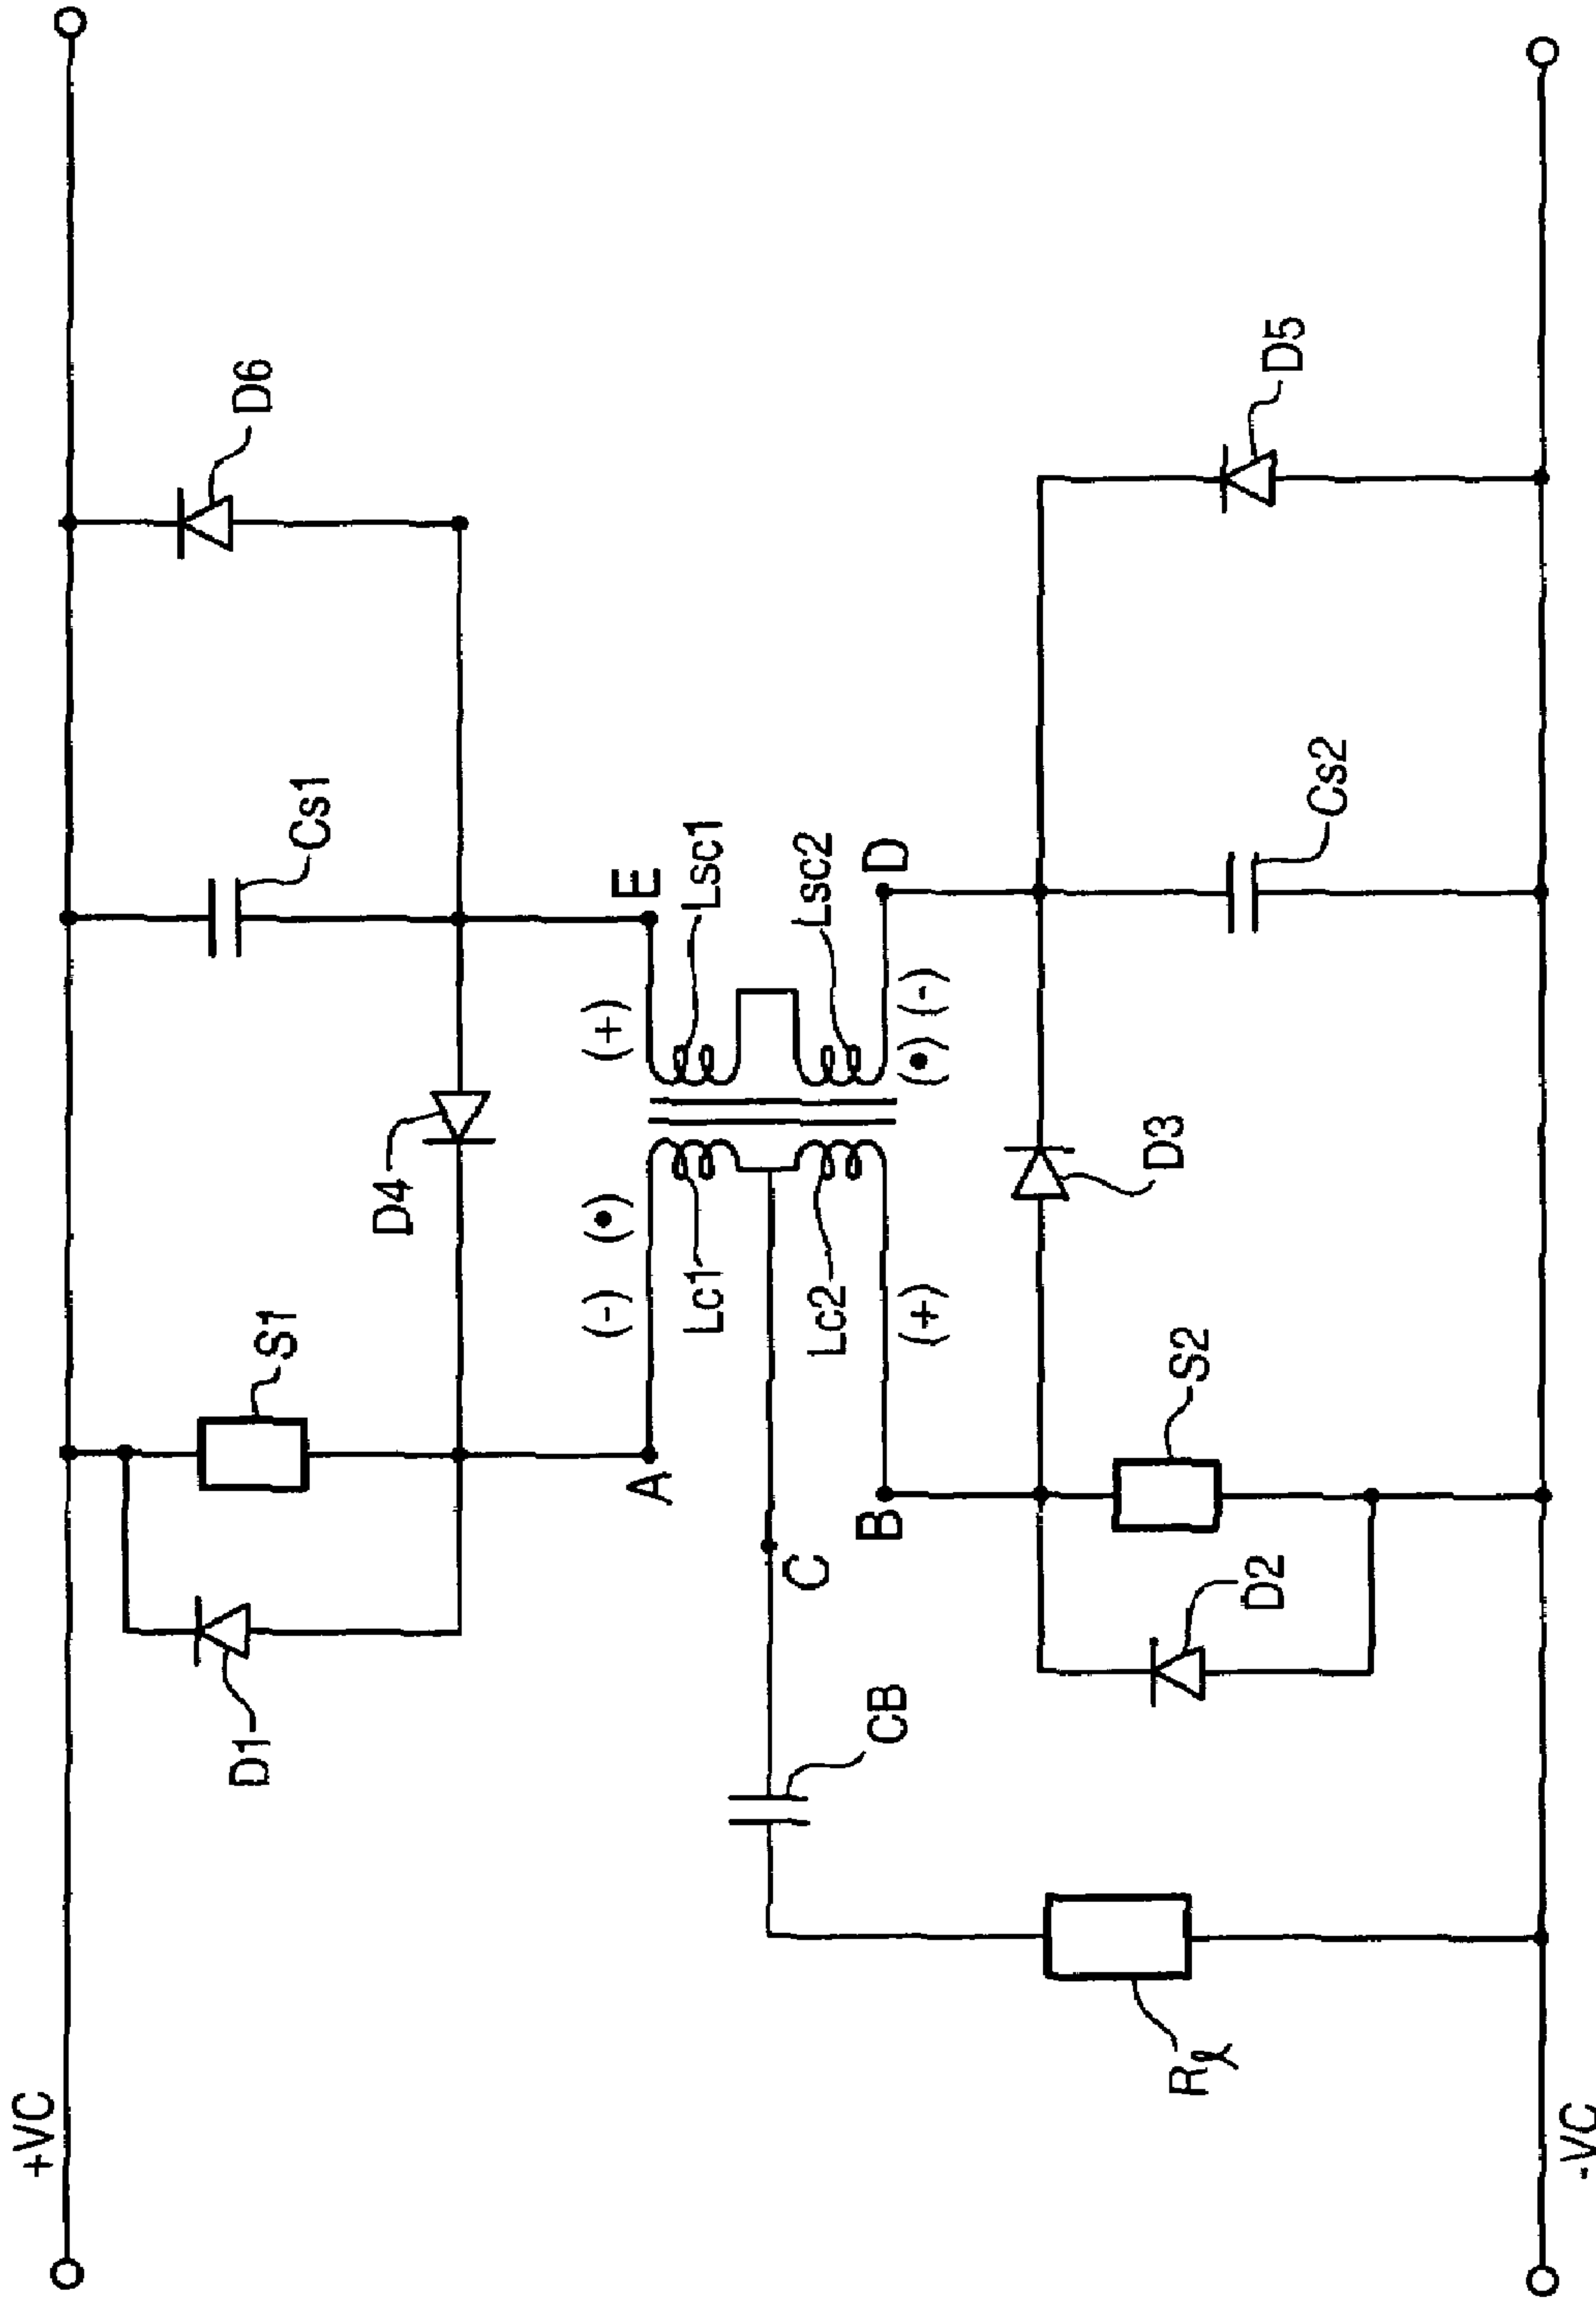 +VC
D1
S1
D4
Cs1
D6
(-) (•)
(+)
A
E
Lc1
Lsc1
C
CB
Lc2
Lsc2
B
D
(+)
(•) (-)
D3
D2
S2
Cs2
D5
Rℓ
-VC